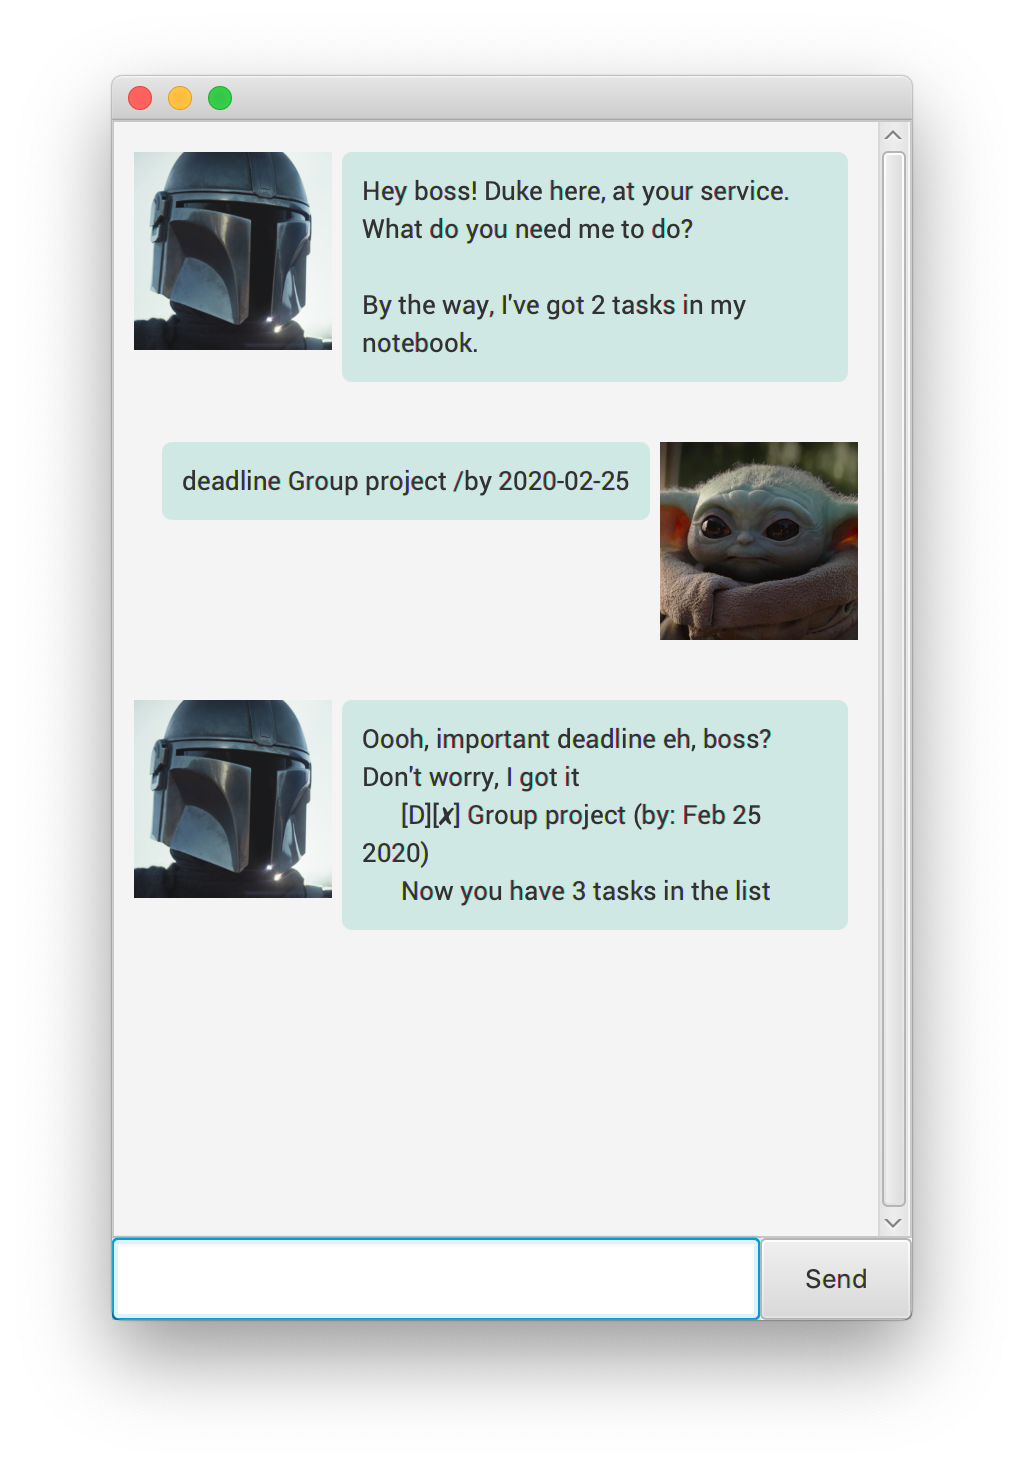 Hey boss! Duke here, at your service.
What do you need me to do?
By the way, I've got 2 tasks in my
notebook.
deadline Group project /by 2020-02-25
Oooh, important deadline eh, boss?
Don't worry, I got it
[D][✗] Group project (by: Feb 25
2020)
Now you have 3 tasks in the list
Send